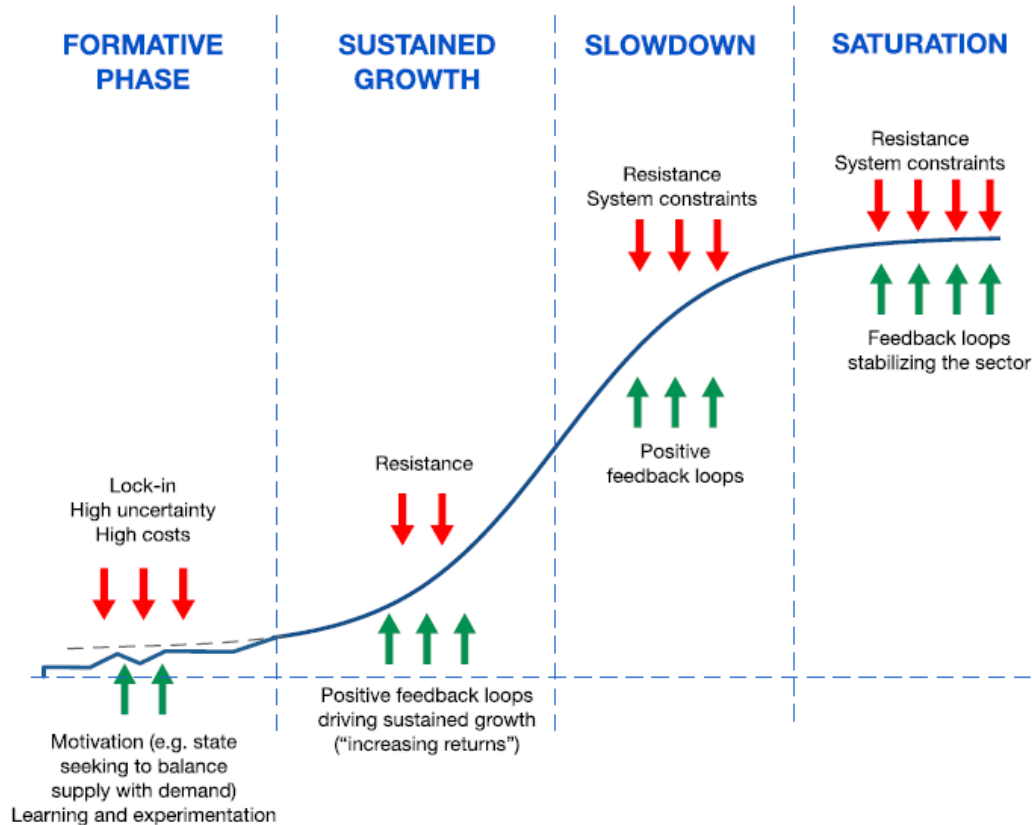 FORMATIVE
PHASE
SUSTAINED
GROWTH
SLOWDOWN
SATURATION
Lock-in
High uncertainty
High costs
Motivation (e.g. state
seeking to balance
supply with demand)
Learning and experimentation
Resistance
Positive feedback loops
driving sustained growth
("increasing returns")
Resistance
System constraints
Positive
feedback loops
Resistance
System constraints
Feedback loops
stabilizing the sector